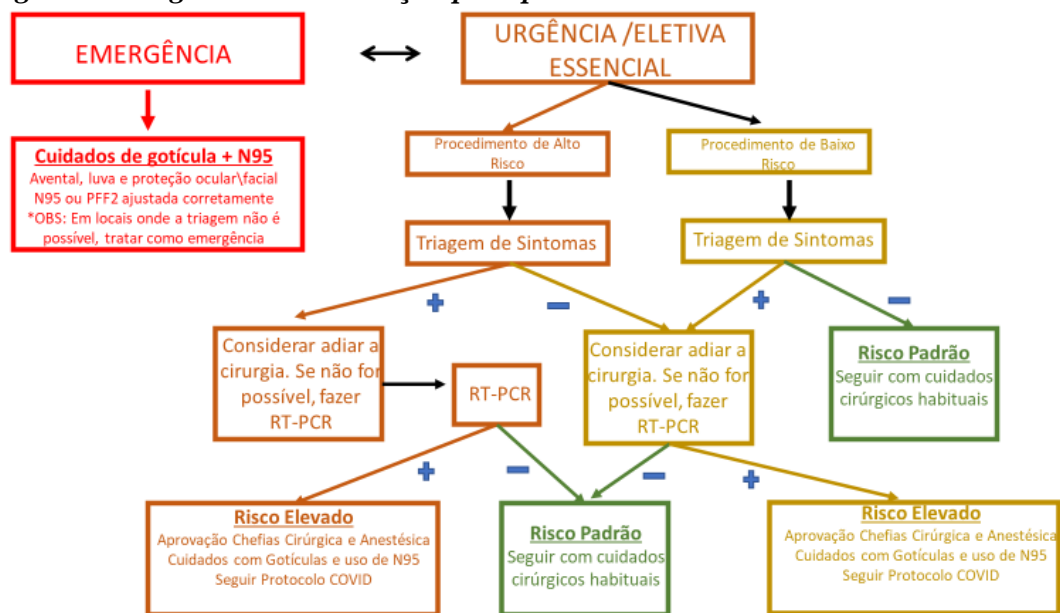 EMERGÊNCIA
URGÊNCIA /ELETIVA
ESSENCIAL
Cuidados de gotícula + N95
Avental, luva e proteção ocular\facial
N95 ou PFF2 ajustada corretamente
*OBS: Em locais onde a triagem não é
possível, tratar como emergência
Procedimento de Alto
Risco
Procedimento de Baixo
Risco
Triagem de Sintomas
Triagem de Sintomas
+
–
+
–
Considerar adiar a
cirurgia. Se não for
possível, fazer
RT-PCR
RT-PCR
Considerar adiar a
cirurgia. Se não for
possível, fazer
RT-PCR
Risco Padrão
Seguir com cuidados
cirúrgicos habituais
+
–
–
+
Risco Elevado
Aprovação Chefias Cirúrgica e Anestésica
Cuidados com Gotículas e uso de N95
Seguir Protocolo COVID
Risco Padrão
Seguir com cuidados
cirúrgicos habituais
Risco Elevado
Aprovação Chefias Cirúrgica e Anestésica
Cuidados com Gotículas e uso de N95
Seguir Protocolo COVID